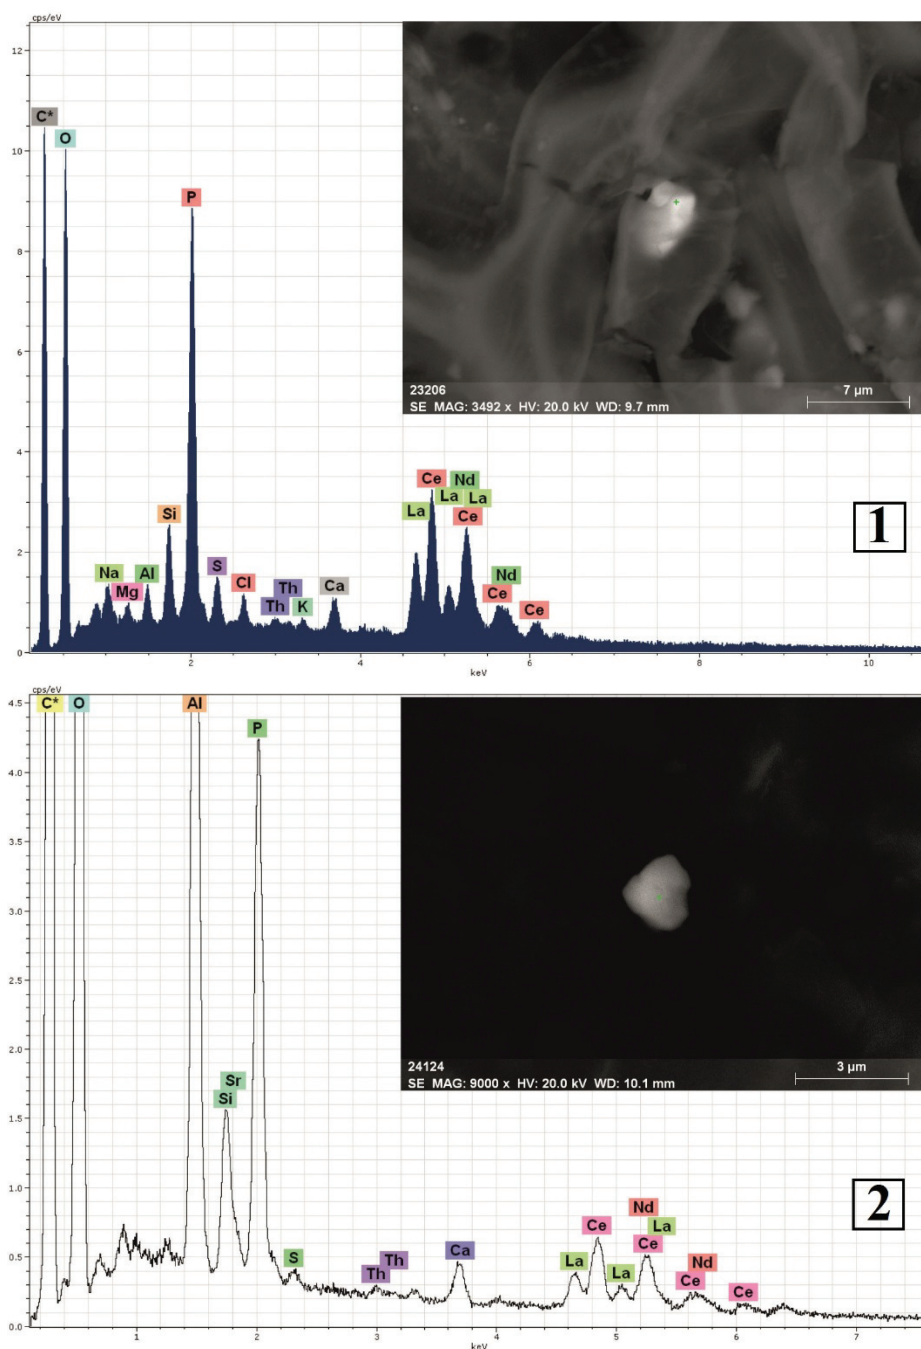 cps/eV
12
10
8
6
4
2
0
C*
O
P
Si
Na
Mg
Al
S
Cl
Th
Th
K
Ca
La
Ce
La
Nd
La
Ce
Nd
Ce
Ce
2 4 6 8 10
keV
23206
SE MAG: 3492 x HV: 20.0 kV WD: 9.7 mm
7 µm
1
cps/eV
4.5
4.0
3.5
3.0
2.5
2.0
1.5
1.0
0.5
0.0
C*
O
Al
P
Sr
Si
S
Th
Th
Ca
La
Ce
La
Nd
La
Ce
Nd
Ce
Ce
1 2 3 4 5 6 7
keV
24124
SE MAG: 9000 x HV: 20.0 kV WD: 10.1 mm
3 µm
2